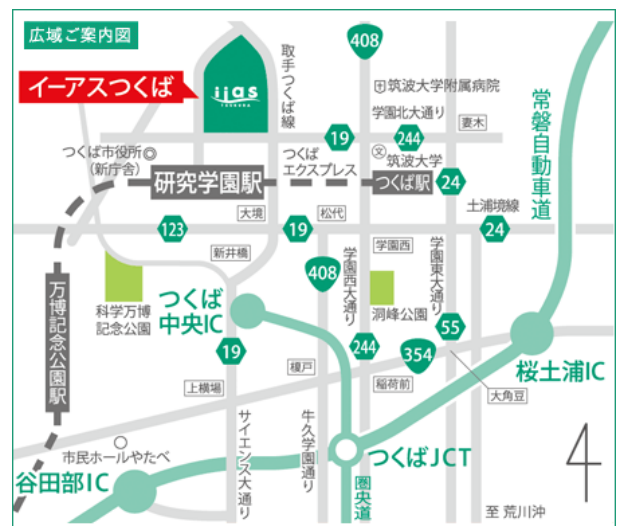 広域ご案内図
408
取手つくば線
イーアスつくば
iias
TSUKUBA
筑波大学附属病院
学園北大通り
妻木
常磐自動車道
19
244
つくば市役所
(新庁舎)
つくば
エクスプレス
文
筑波大学
研究学園駅
つくば駅
24
土浦境線
大境
松代
123
19
24
新井橋
学園西
学園東大通り
408
学園西大通り
万博記念公園駅
科学万博
記念公園
つくば
中央IC
洞峰公園
55
19
244
354
榎戸
桜土浦IC
上横場
稲荷前
大角豆
サイエンス大通り
牛久学園通り
市民ホールやたべ
つくばJCT
谷田部IC
圏央道
至 荒川沖
4